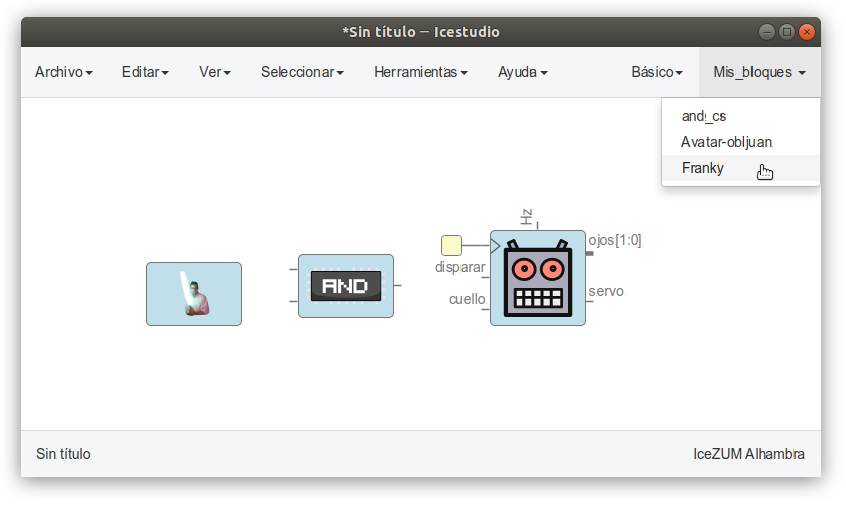 *Sin título — Icestudio
Archivo Editar Ver Seleccionar Herramientas Ayuda Básico Mis_bloques
and_cs
Avatar-obljuan
Franky
Hz
ojos[1:0]
disparar
AND
cuello
servo
Sin título IceZUM Alhambra